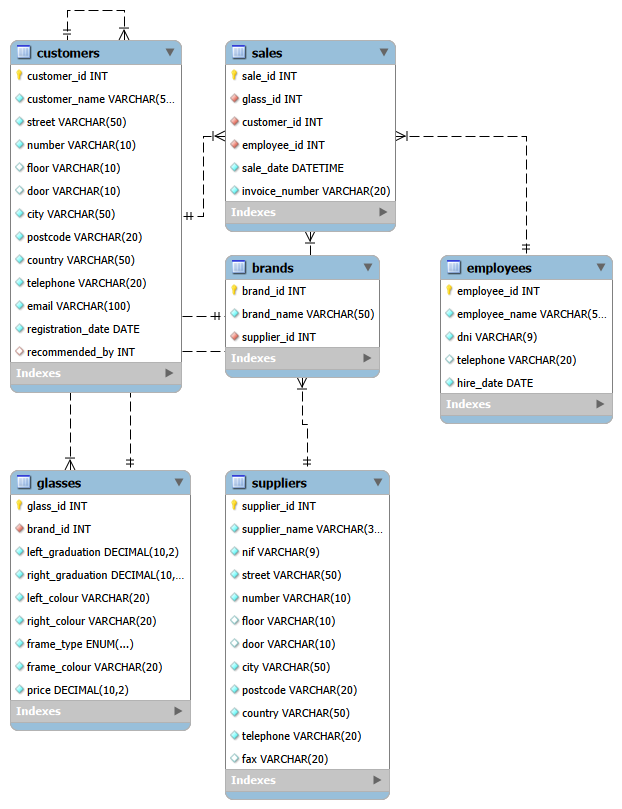 customers
customer_id INT
customer_name VARCHAR(5...
street VARCHAR(50)
number VARCHAR(10)
floor VARCHAR(10)
door VARCHAR(10)
city VARCHAR(50)
postcode VARCHAR(20)
country VARCHAR(50)
telephone VARCHAR(20)
email VARCHAR(100)
registration_date DATE
recommended_by INT
Indexes
sales
sale_id INT
glass_id INT
customer_id INT
employee_id INT
sale_date DATETIME
invoice_number VARCHAR(20)
Indexes
brands
brand_id INT
brand_name VARCHAR(50)
supplier_id INT
Indexes
employees
employee_id INT
employee_name VARCHAR(5...
dni VARCHAR(9)
telephone VARCHAR(20)
hire_date DATE
Indexes
glasses
glass_id INT
brand_id INT
left_graduation DECIMAL(10,2)
right_graduation DECIMAL(10,...
left_colour VARCHAR(20)
right_colour VARCHAR(20)
frame_type ENUM(...)
frame_colour VARCHAR(20)
price DECIMAL(10,2)
Indexes
suppliers
supplier_id INT
supplier_name VARCHAR(3...
nif VARCHAR(9)
street VARCHAR(50)
number VARCHAR(10)
floor VARCHAR(10)
door VARCHAR(10)
city VARCHAR(50)
postcode VARCHAR(20)
country VARCHAR(50)
telephone VARCHAR(20)
fax VARCHAR(20)
Indexes